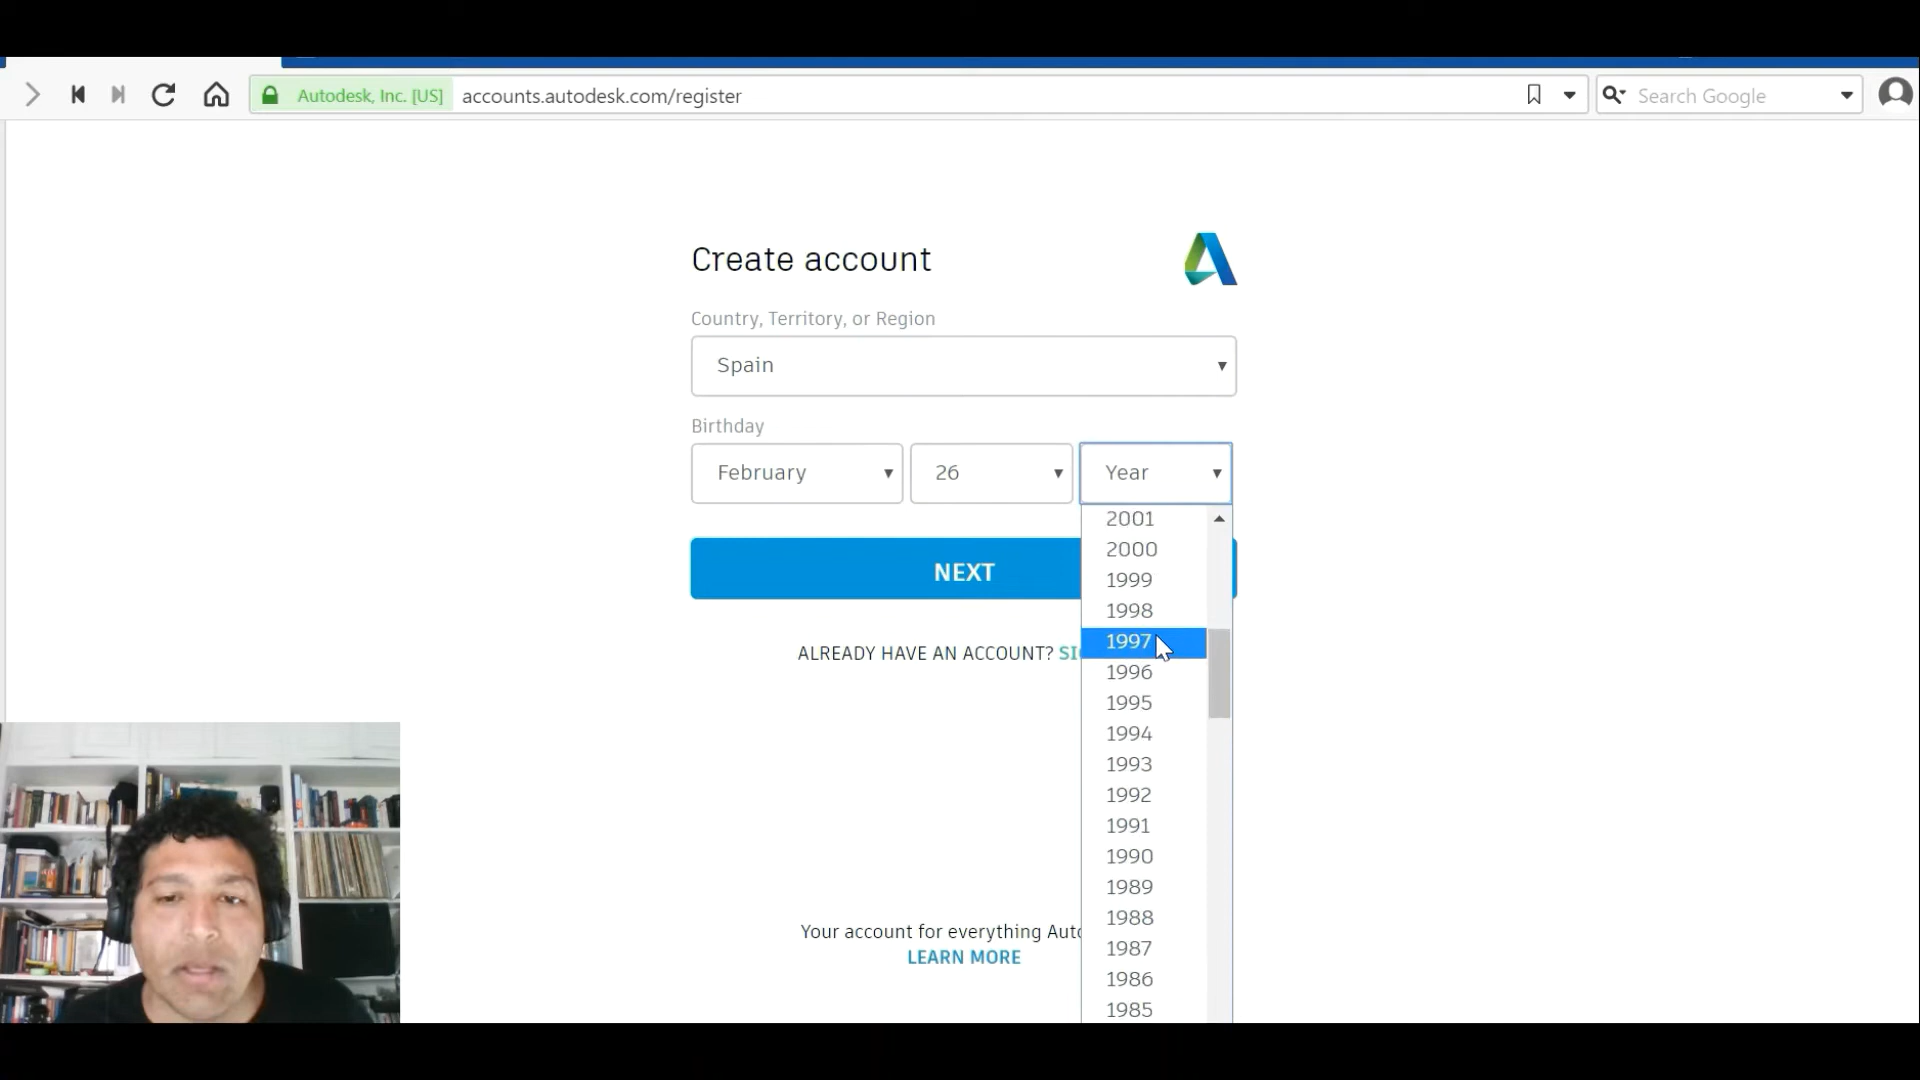 Autodesk, Inc. [US] accounts.autodesk.com/register Search Google
Create account
Country, Territory, or Region
Spain
Birthday
February 26 Year
2001
2000
NEXT
1999
1998
1997
ALREADY HAVE AN ACCOUNT? SIG
1996
1995
1994
1993
1992
1991
1990
1989
1988
Your account for everything Auto
1987
LEARN MORE
1986
1985